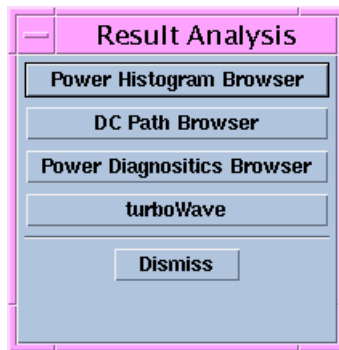 Result Analysis
Power Histogram Browser
DC Path Browser
Power Diagnositics Browser
turboWave
Dismiss